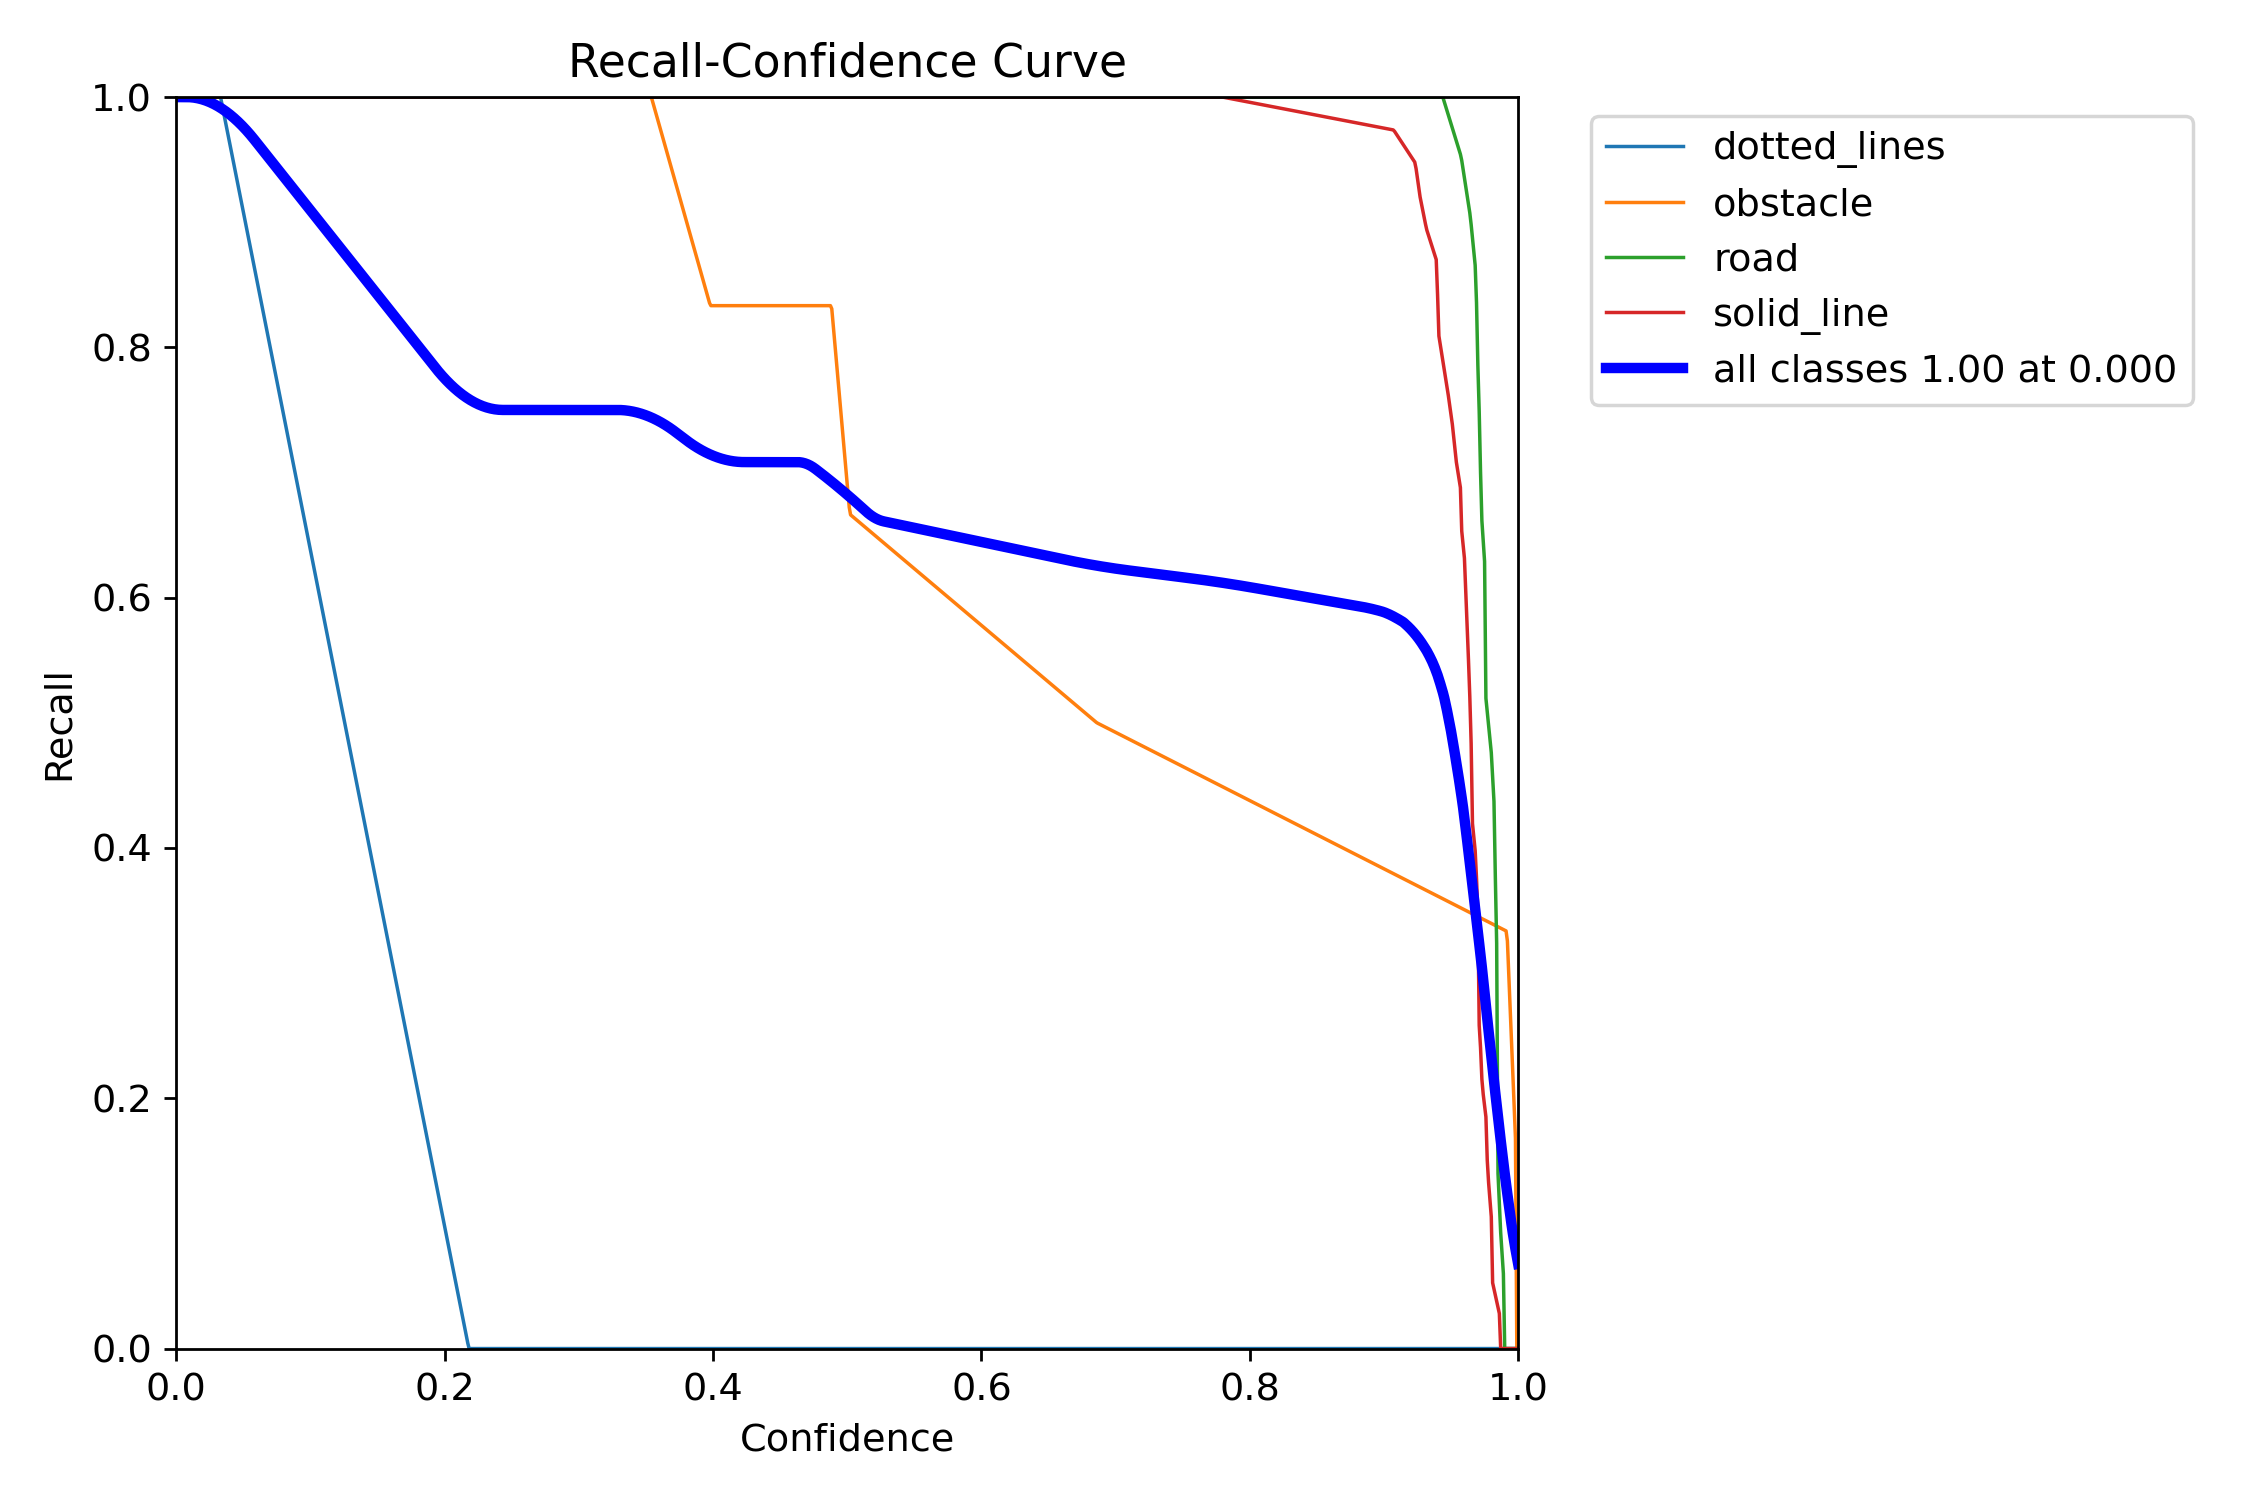 Recall-Confidence Curve
1.0
0.8
0.6
0.4
0.2
0.0
Recall
0.0 0.2 0.4 0.6 0.8 1.0
Confidence
dotted_lines
obstacle
road
solid_line
all classes 1.00 at 0.000